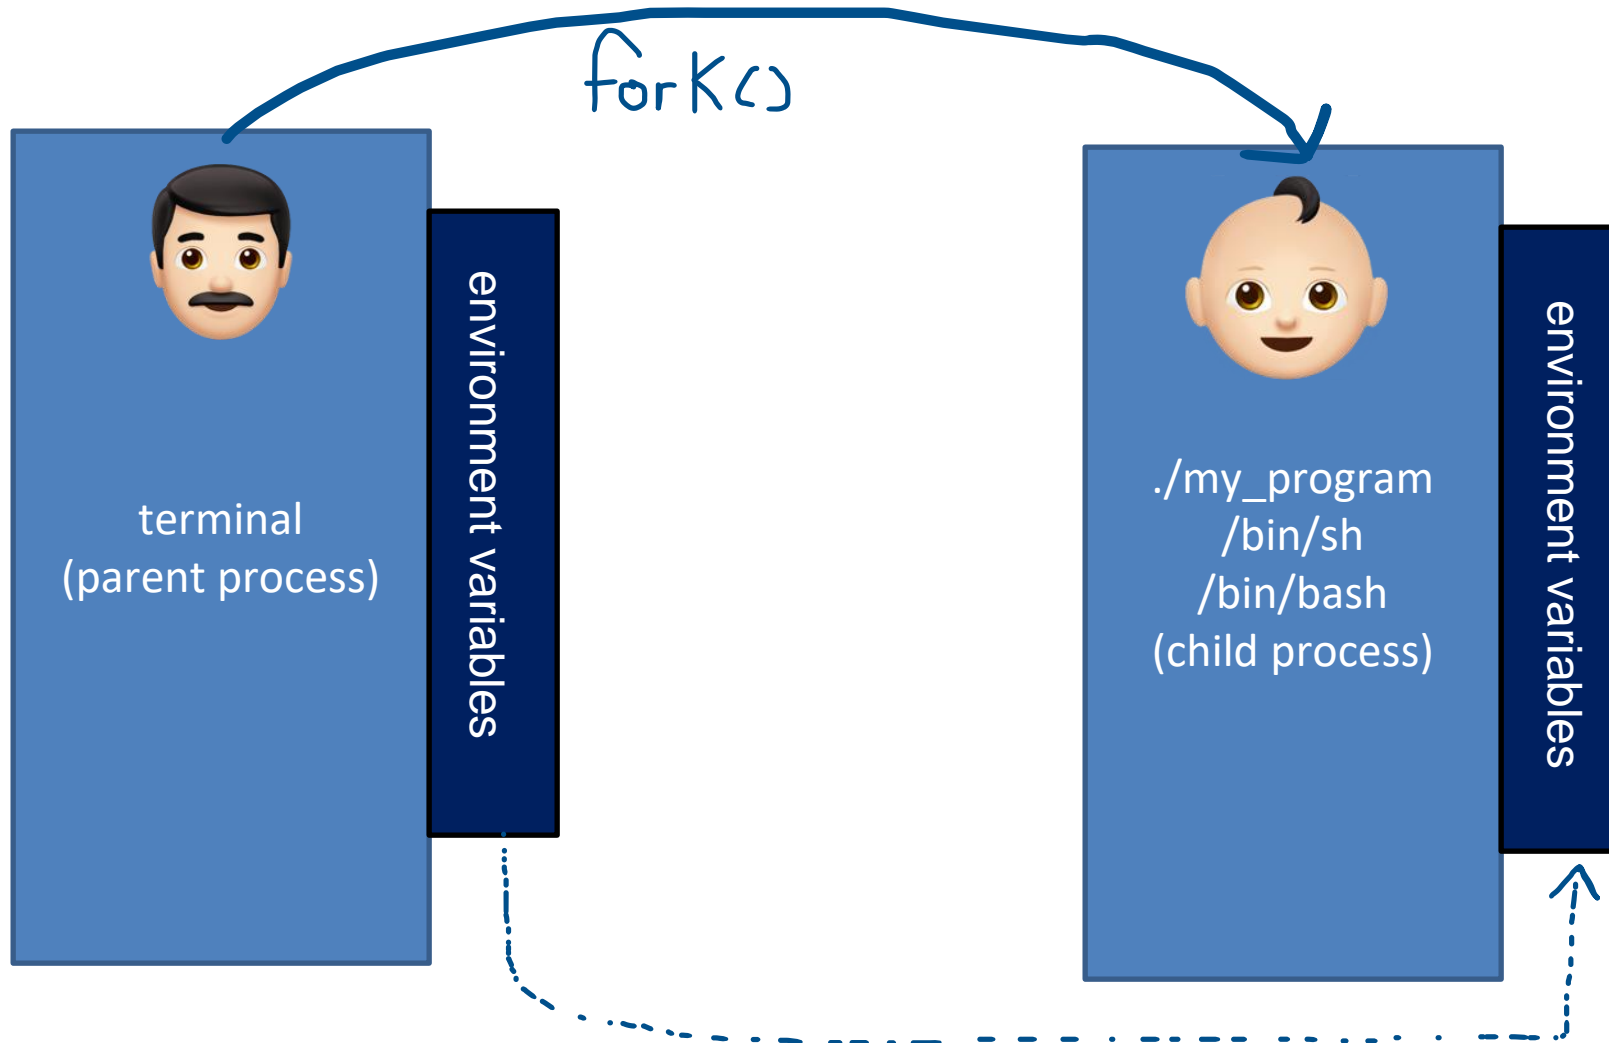 fork()
terminal
(parent process)
environment variables
./my_program
/bin/sh
/bin/bash
(child process)
environment variables